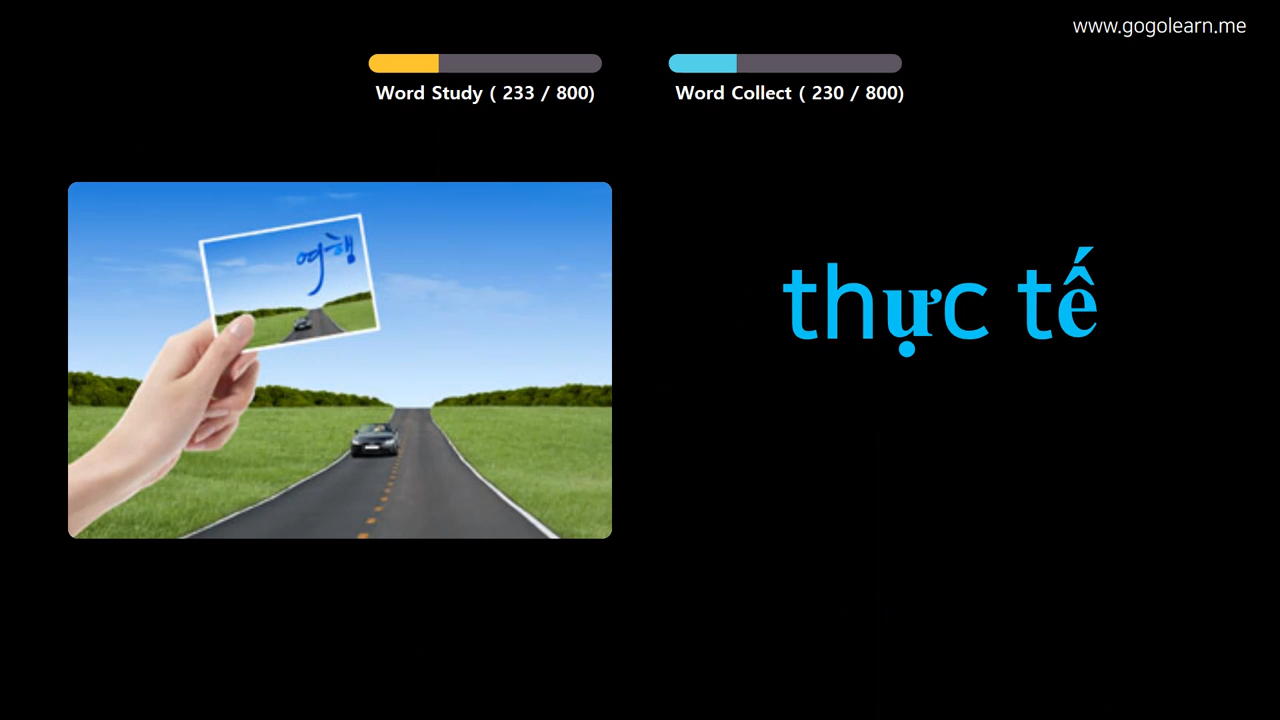 www.gogolearn.me
Word Study ( 233 / 800)
Word Collect ( 230 / 800)
여행
thực tế